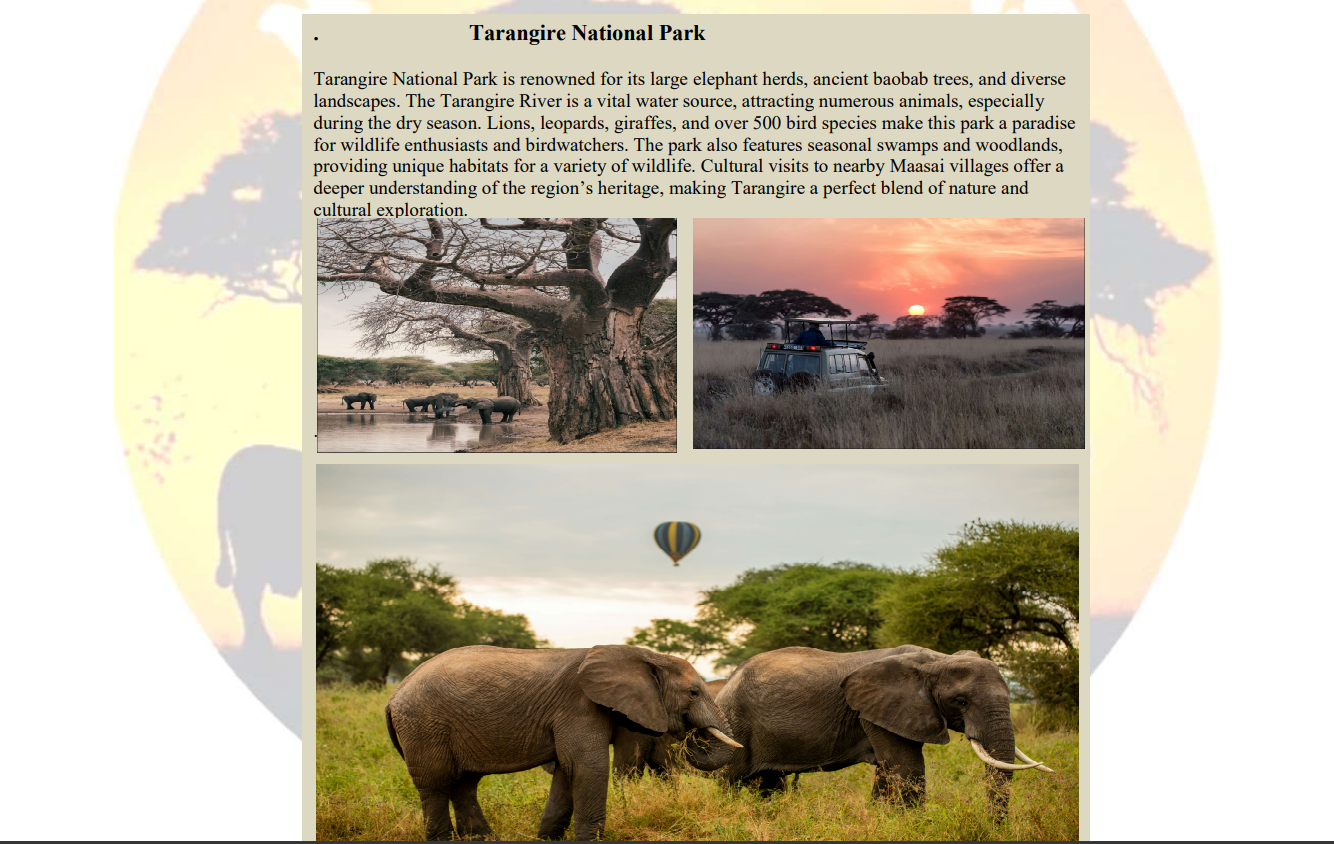 . Tarangire National Park
Tarangire National Park is renowned for its large elephant herds, ancient baobab trees, and diverse
landscapes. The Tarangire River is a vital water source, attracting numerous animals, especially
during the dry season. Lions, leopards, giraffes, and over 500 bird species make this park a paradise
for wildlife enthusiasts and birdwatchers. The park also features seasonal swamps and woodlands,
providing unique habitats for a variety of wildlife. Cultural visits to nearby Maasai villages offer a
deeper understanding of the region’s heritage, making Tarangire a perfect blend of nature and
cultural exploration.
.